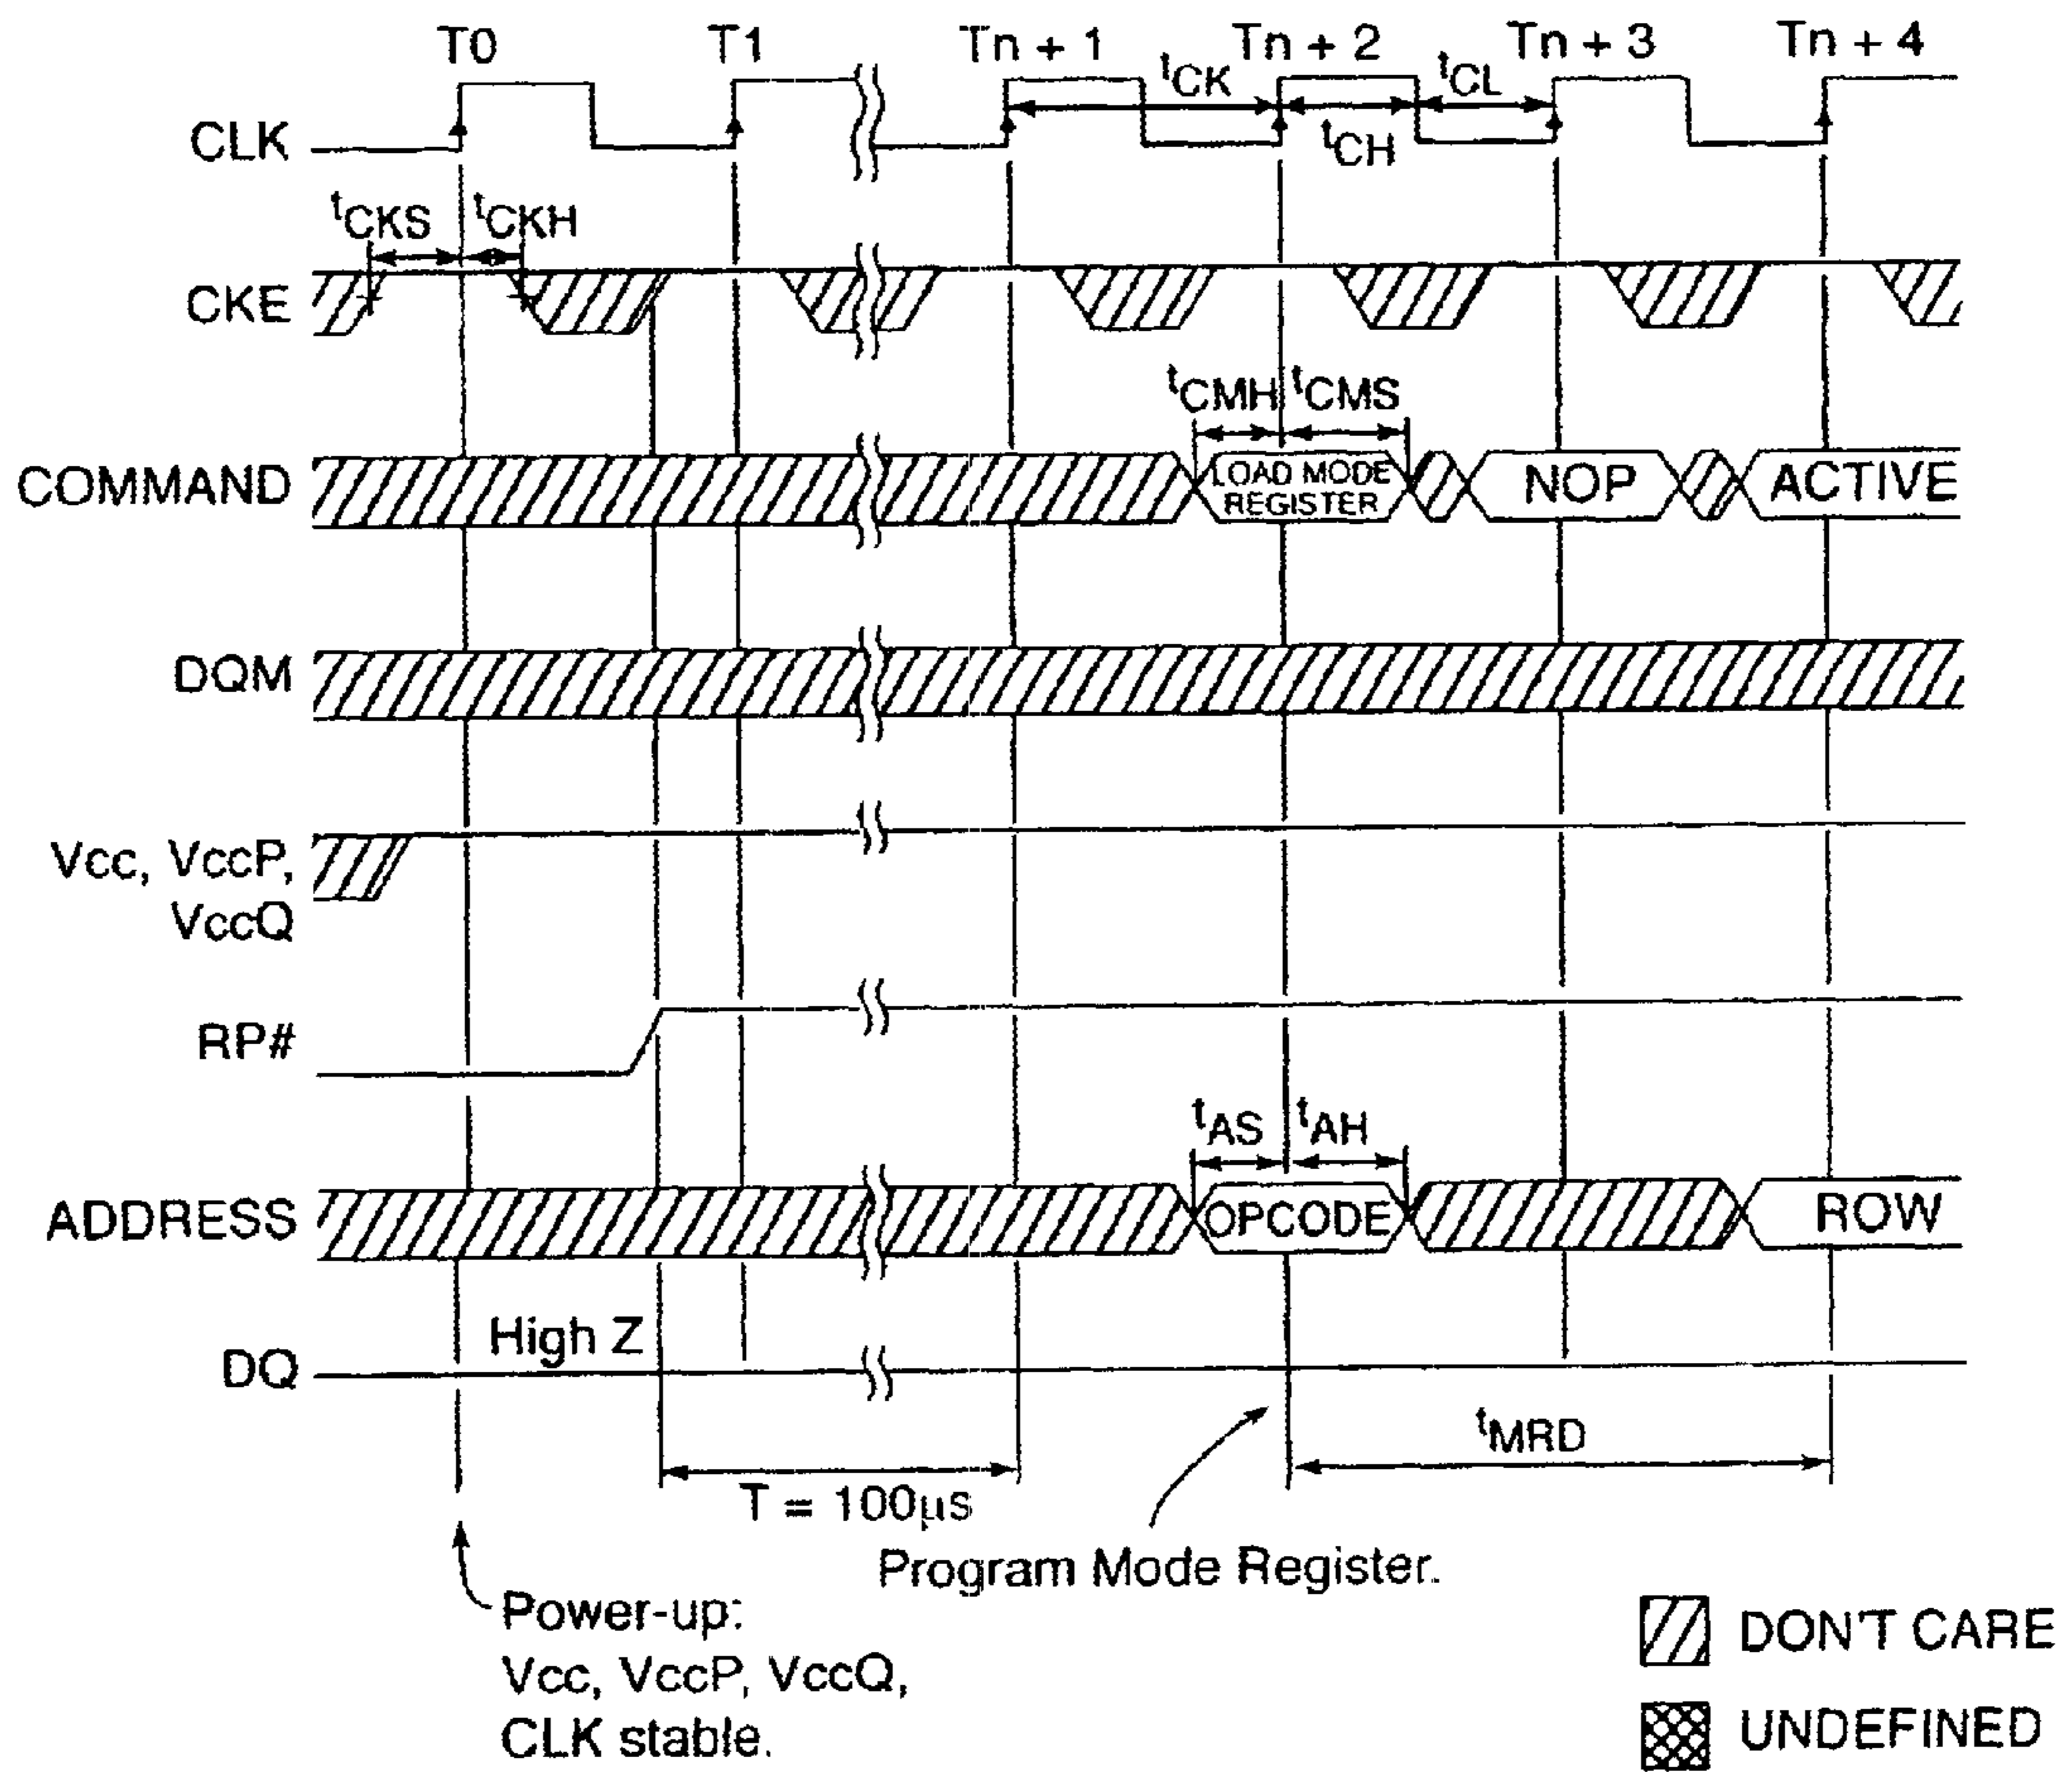 T0 T1 Tn + 1 Tn + 2 Tn + 3 Tn + 4
tCK tCL
CLK
tCH
tCKS tCKH
CKE
tCMH tCMS
COMMAND
LOAD MODE
REGISTER
NOP
ACTIVE
DQM
Vcc, VccP,
VccQ
RP#
tAS tAH
ADDRESS
OPCODE
ROW
High Z
DQ
tMRD
T = 100µs
Program Mode Register.
Power-up:
Vcc, VccP, VccQ,
CLK stable.
DON'T CARE
UNDEFINED